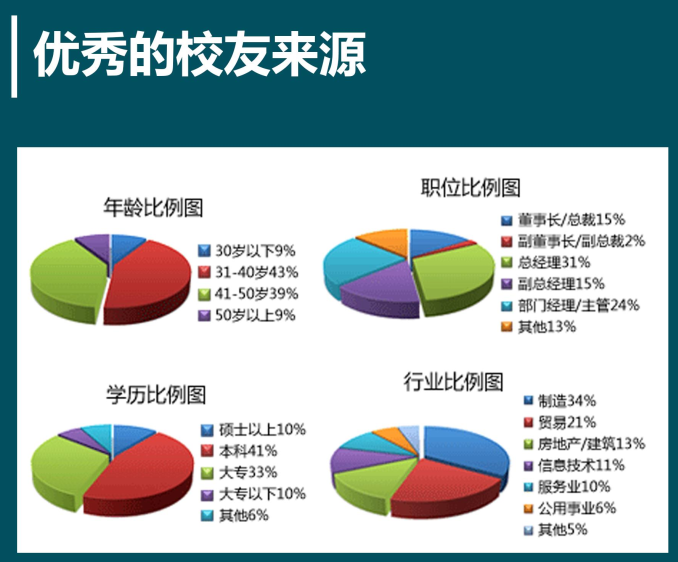 优秀的校友来源
年龄比例图
30岁以下9%
31-40岁43%
41-50岁39%
50岁以上9%
职位比例图
董事长/总裁15%
副董事长/副总裁2%
总经理31%
副总经理15%
部门经理/主管24%
其他13%
学历比例图
硕士以上10%
本科41%
大专33%
大专以下10%
其他6%
行业比例图
制造34%
贸易21%
房地产/建筑13%
信息技术11%
服务业10%
公用事业6%
其他5%